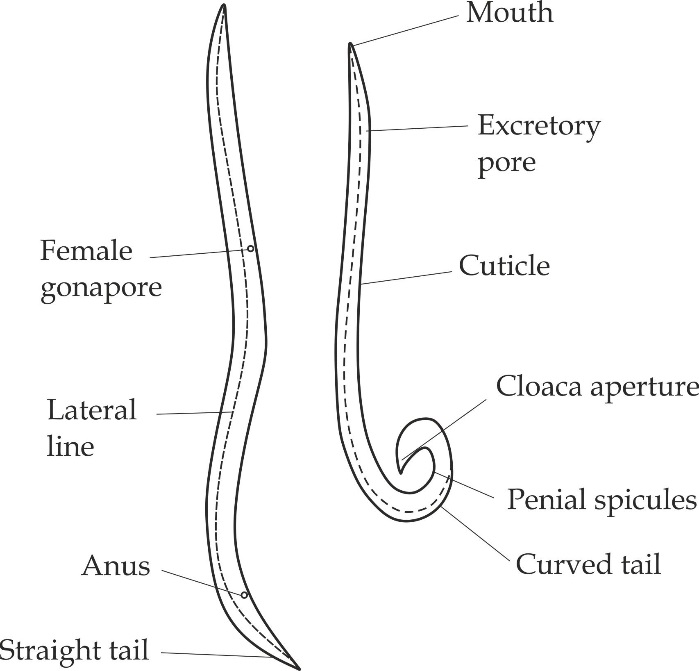 Mouth
Excretory
pore
Female
gonapore
Cuticle
Cloaca aperture
Lateral
line
Penial spicules
Anus
Curved tail
Straight tail